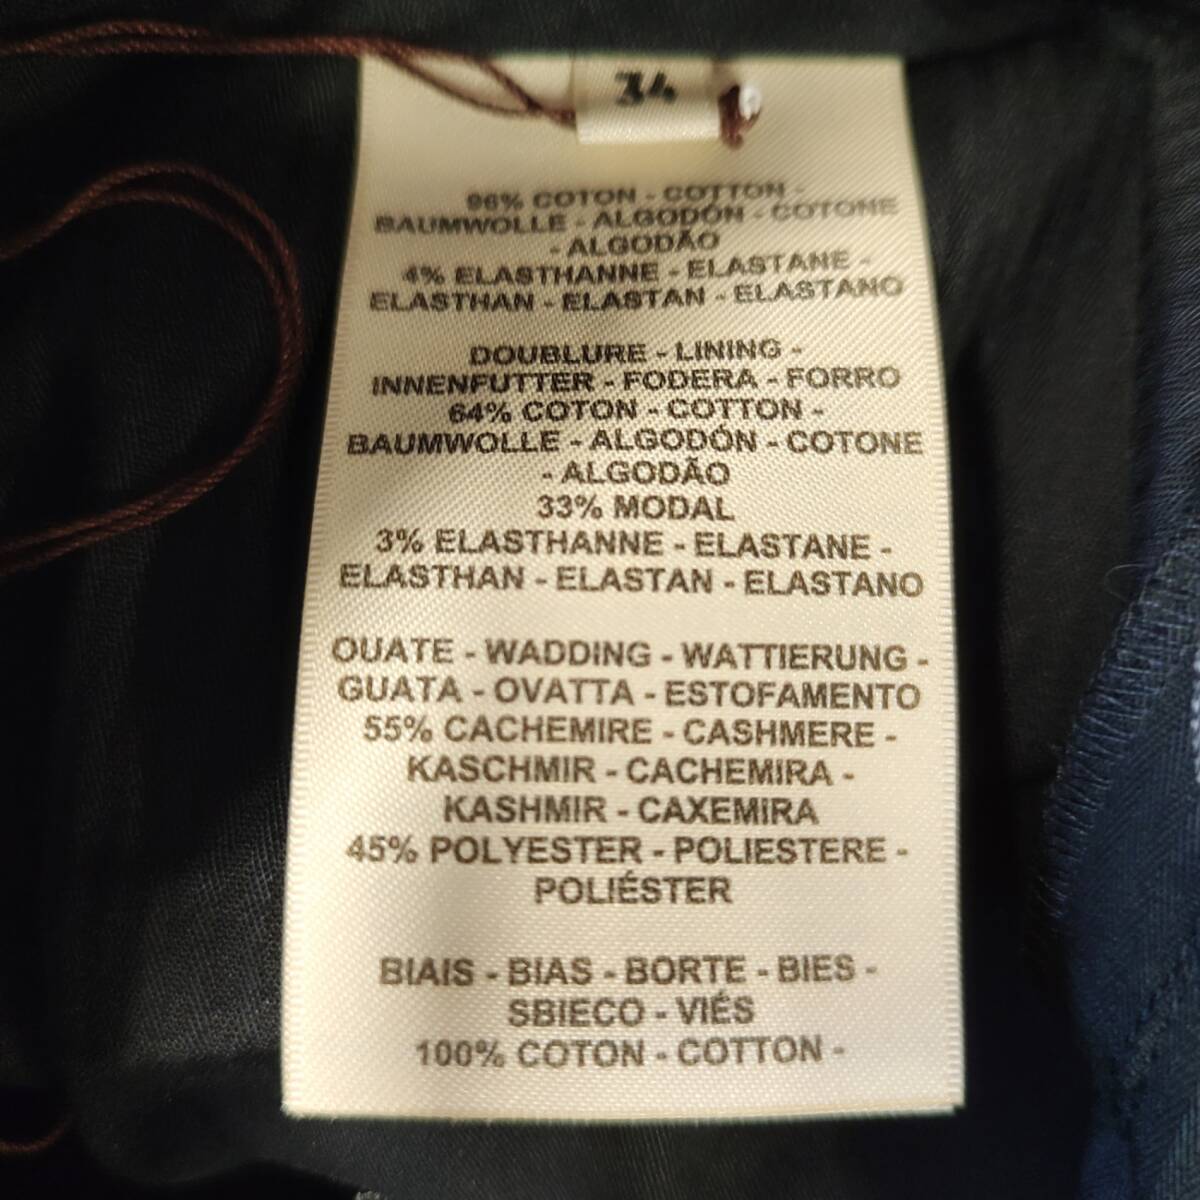 34
96% COTON - COTTON -
BAUMWOLLE - ALGODÓN - COTONE
- ALGODÃO
4% ELASTHANNE - ELASTANE -
ELASTHAN - ELASTAN - ELASTANO
DOUBLURE - LINING -
INNENFUTTER - FODERA - FORRO
64% COTON - COTTON -
BAUMWOLLE - ALGODÓN - COTONE
- ALGODÃO
33% MODAL
3% ELASTHANNE - ELASTANE -
ELASTHAN - ELASTAN - ELASTANO
OUATE - WADDING - WATTIERUNG -
GUATA - OVATTA - ESTOFAMENTO
55% CACHEMIRE - CASHMERE -
KASCHMIR - CACHEMIRA -
KASHMIR - CAXEMIRA
45% POLYESTER - POLIESTERE -
POLIÉSTER
BIAIS - BIAS - BORTE - BIES -
SBIECO - VIÉS
100% COTON - COTTON -